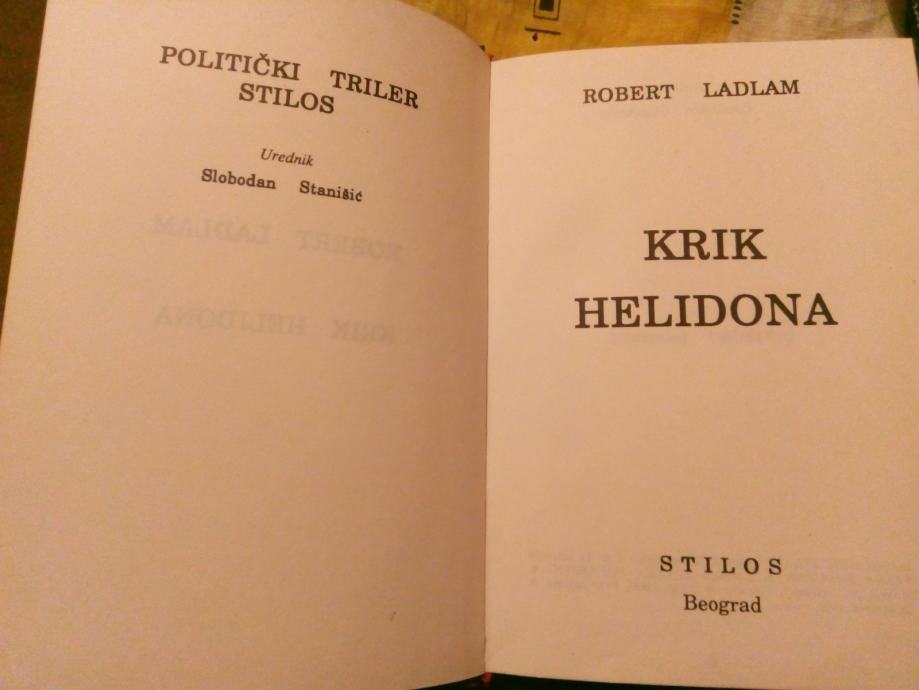 POLITIČKI TRILER
STILOS
Urednik
Slobodan Stanišić
ROBERT LADLAM
KRIK
HELIDONA
STILOS
Beograd